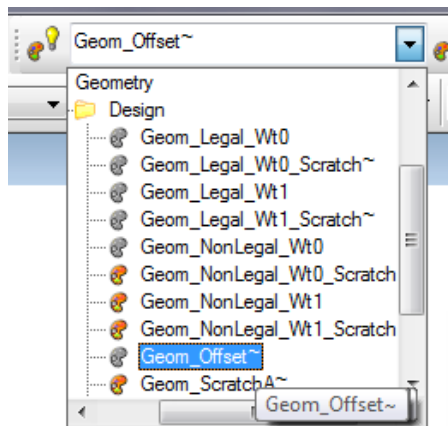 Geom_Offset~
Geometry
Design
Geom_Legal_Wt0
Geom_Legal_Wt0_Scratch~
Geom_Legal_Wt1
Geom_Legal_Wt1_Scratch~
Geom_NonLegal_Wt0
Geom_NonLegal_Wt0_Scratch
Geom_NonLegal_Wt1
Geom_NonLegal_Wt1_Scratch
Geom_Offset~
Geom_ScratchA~
Geom_Offset~